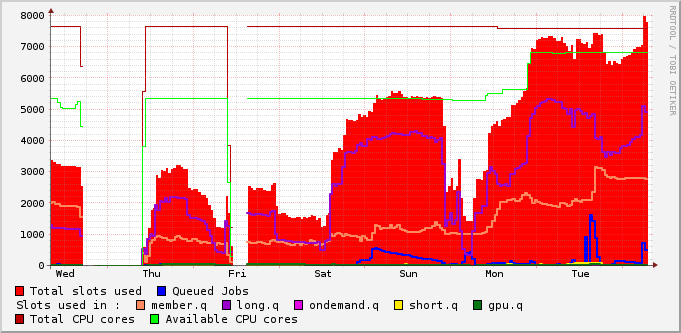 8000
7000
6000
5000
4000
3000
2000
1000
0
Wed Thu Fri Sat Sun Mon Tue
RRDTOOL / TOBI OETIKER
Total slots used Queued Jobs
Slots used in : member.q long.q ondemand.q short.q gpu.q
Total CPU cores Available CPU cores